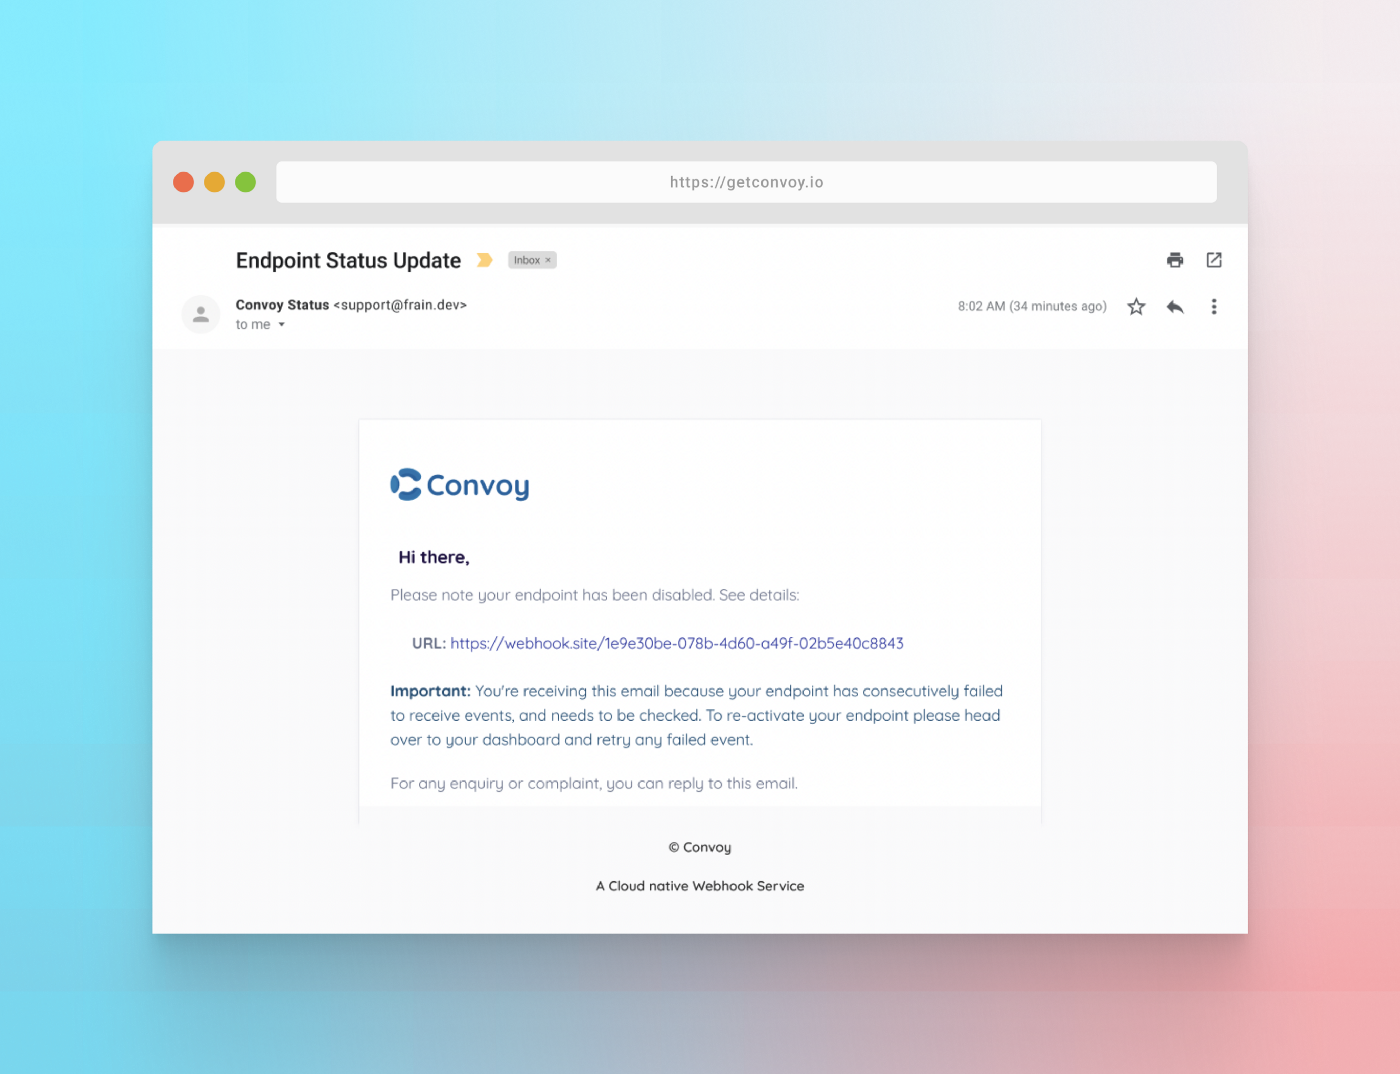 https://getconvoy.io
Endpoint Status Update Inbox ×
Convoy Status <support@frain.dev> 8:02 AM (34 minutes ago)
to me
Convoy
Hi there,
Please note your endpoint has been disabled. See details:
URL: https://webhook.site/1e9e30be-078b-4d60-a49f-02b5e40c8843
Important: You're receiving this email because your endpoint has consecutively failed
to receive events, and needs to be checked. To re-activate your endpoint please head
over to your dashboard and retry any failed event.
For any enquiry or complaint, you can reply to this email.
© Convoy
A Cloud native Webhook Service